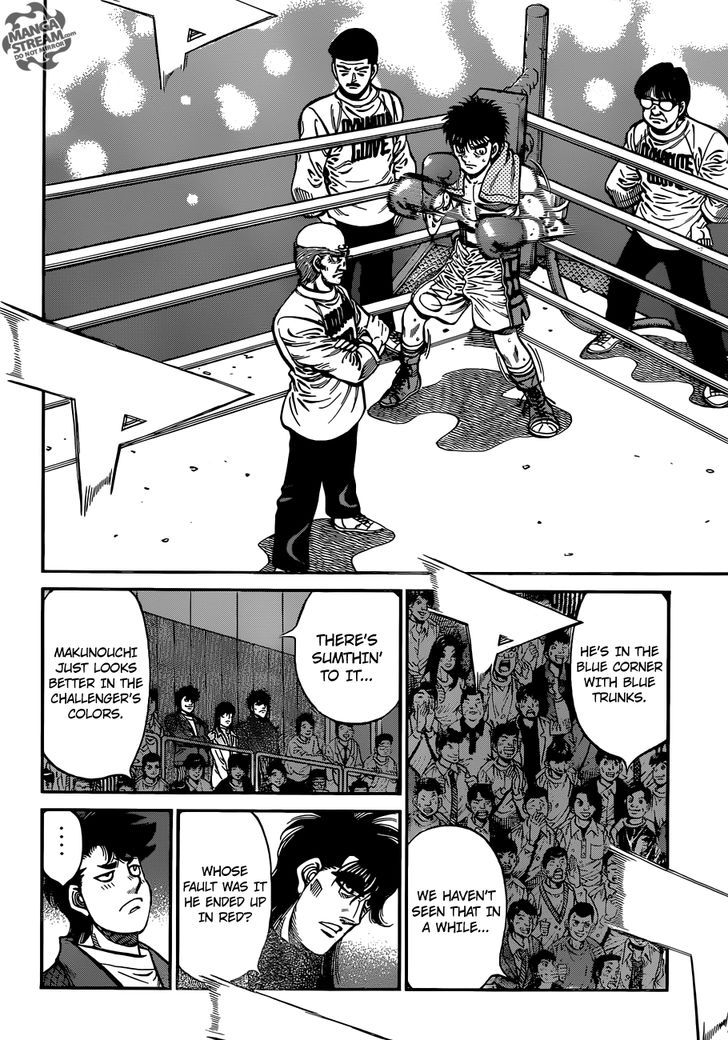 MANGA
STREAM
.COM
DO NOT MIRROR!
HE'S IN THE
BLUE CORNER
WITH BLUE
TRUNKS.
WE HAVEN'T
SEEN THAT IN
A WHILE...
THERE'S
SUMTHIN'
TO IT...
MAKUNOUCHI
JUST LOOKS
BETTER IN THE
CHALLENGER'S
COLORS.
WHOSE
FAULT WAS IT
HE ENDED UP
IN RED?
...